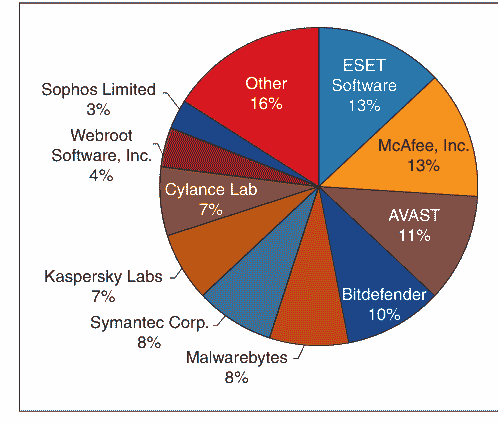 ESET
Software
13%
McAfee, Inc.
13%
AVAST
11%
Bitdefender
10%
Malwarebytes
8%
Symantec Corp.
8%
Kaspersky Labs
7%
Cylance Lab
7%
Webroot
Software, Inc.
4%
Sophos Limited
3%
Other
16%